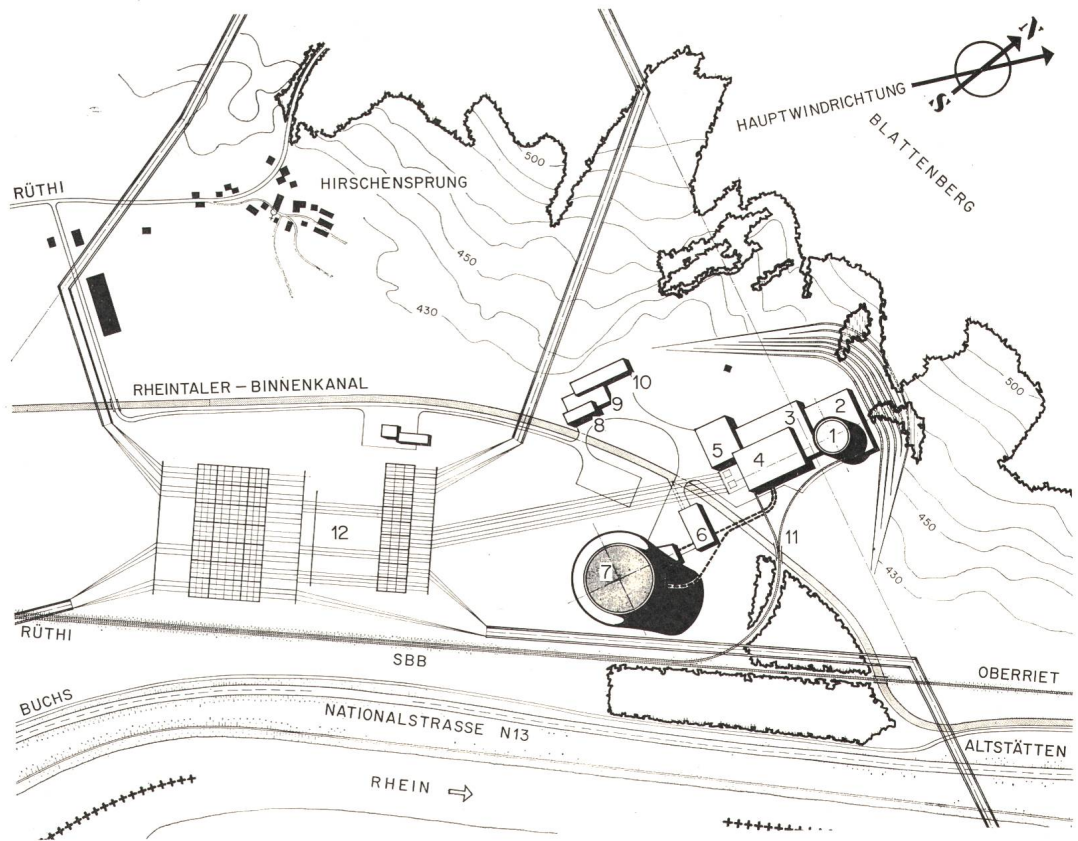 N
S
HAUPTWINDRICHTUNG
BLATTENBERG
500
RÜTHI
HIRSCHENSPRUNG
450
430
500
RHEINTALER – BINNENKANAL
10
9
8
3
2
1
5
4
12
6
11
7
450
430
RÜTHI
SBB
OBERRIET
BUCHS
NATIONALSTRASSE N13
ALTSTÄTTEN
RHEIN